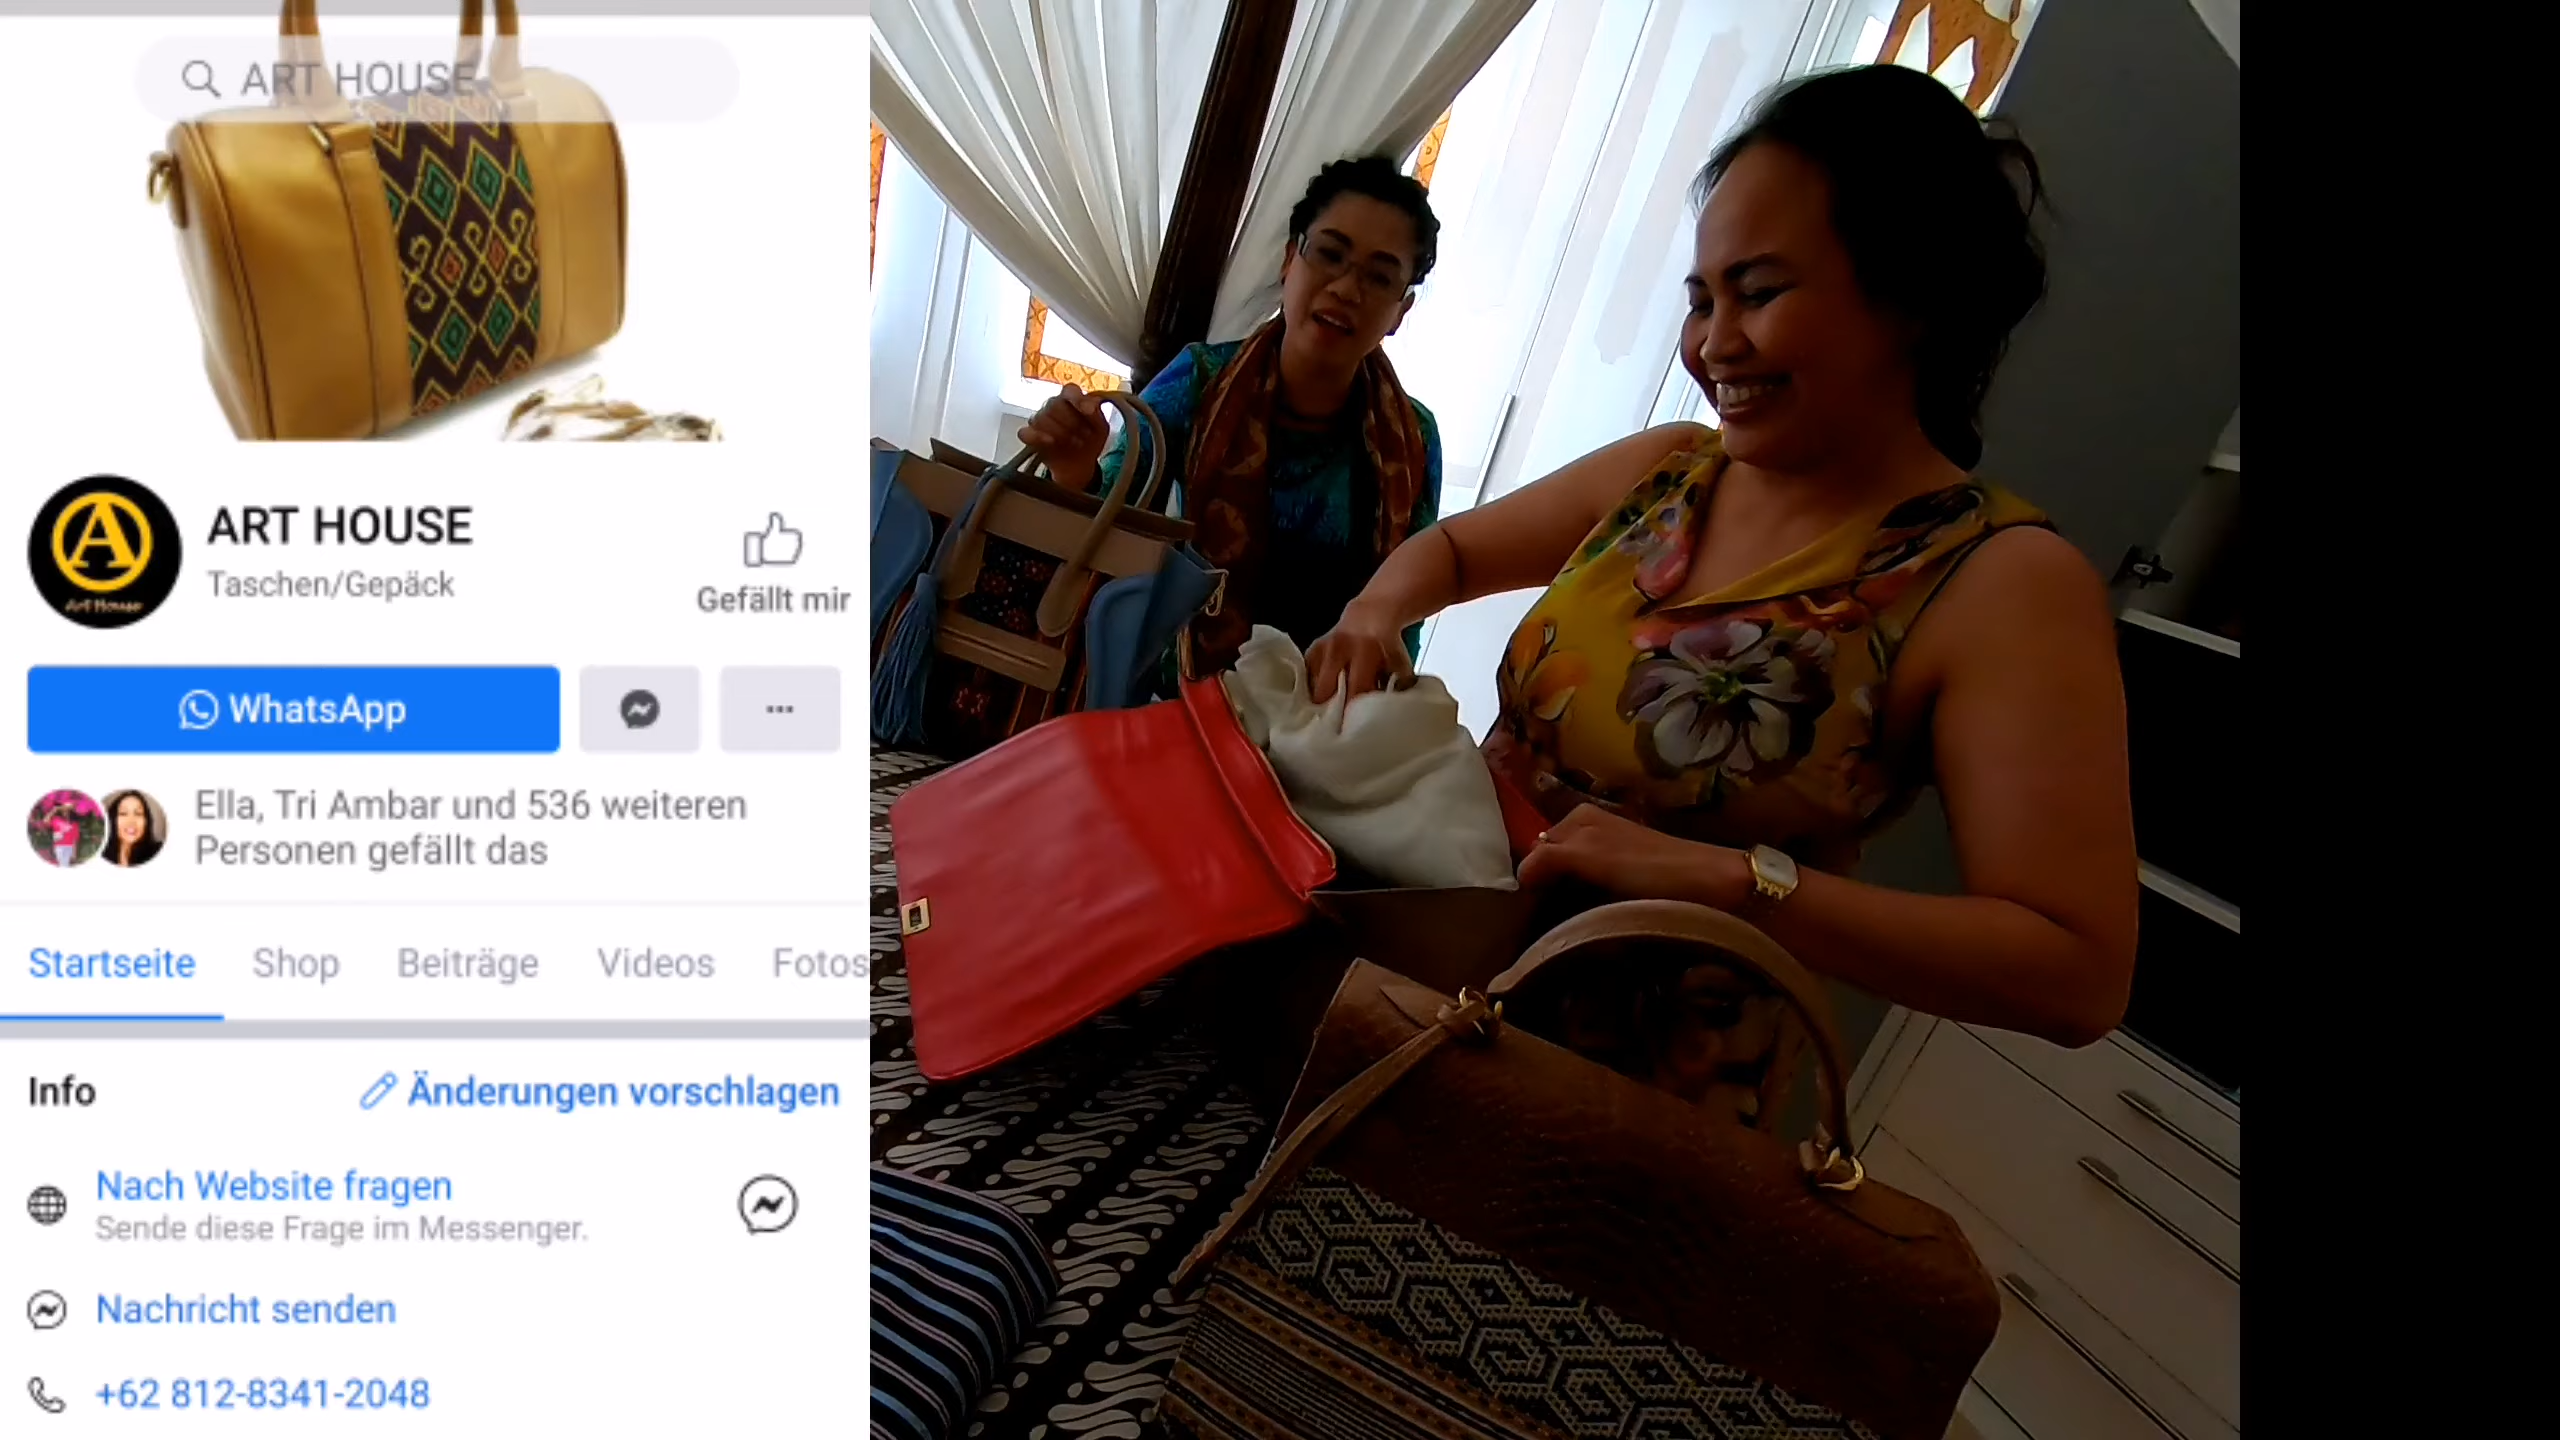 ART HOUSE
A
Art House
ART HOUSE
Taschen/Gepäck
Gefällt mir
WhatsApp
Ella, Tri Ambar und 536 weiteren
Personen gefällt das
Startseite Shop Beiträge Videos Fotos
Info
Änderungen vorschlagen
Nach Website fragen
Sende diese Frage im Messenger.
Nachricht senden
+62 812-8341-2048